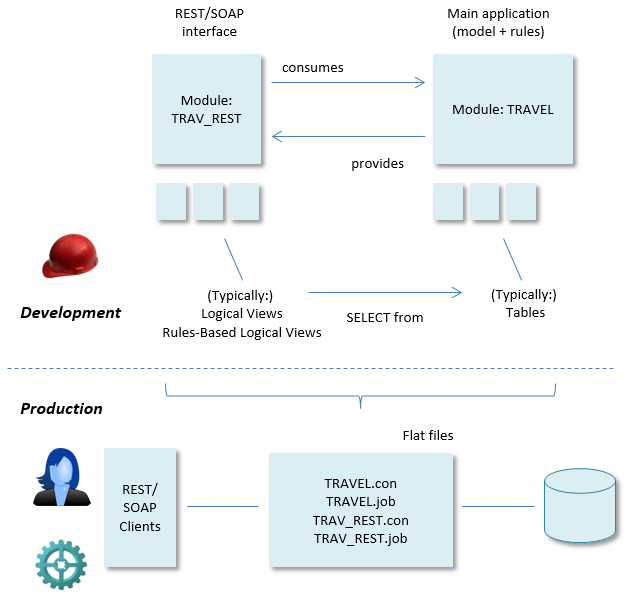 REST/SOAP
interface
Main application
(model + rules)
consumes
Module:
TRAV_REST
Module: TRAVEL
provides
(Typically:)
Logical Views
Rules-Based Logical Views
SELECT from
(Typically:)
Tables
Development
Production
Flat files
REST/
SOAP
Clients
TRAVEL.con
TRAVEL.job
TRAV_REST.con
TRAV_REST.job